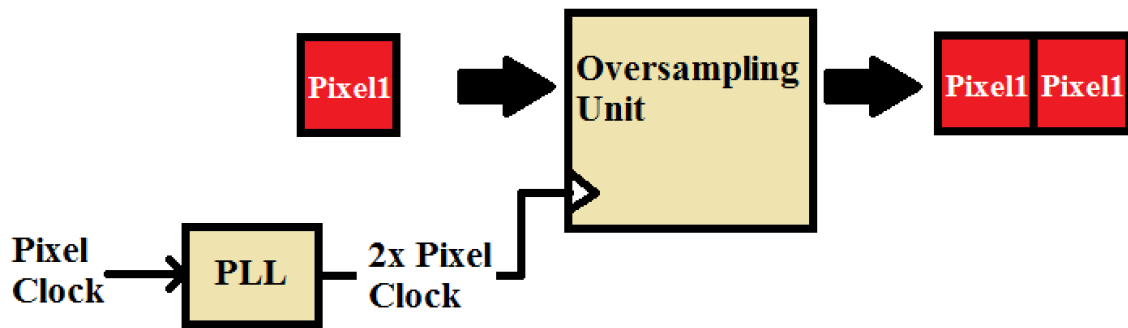 Pixel1
Oversampling
Unit
Pixel1
Pixel1
Pixel
Clock
PLL
2x Pixel
Clock